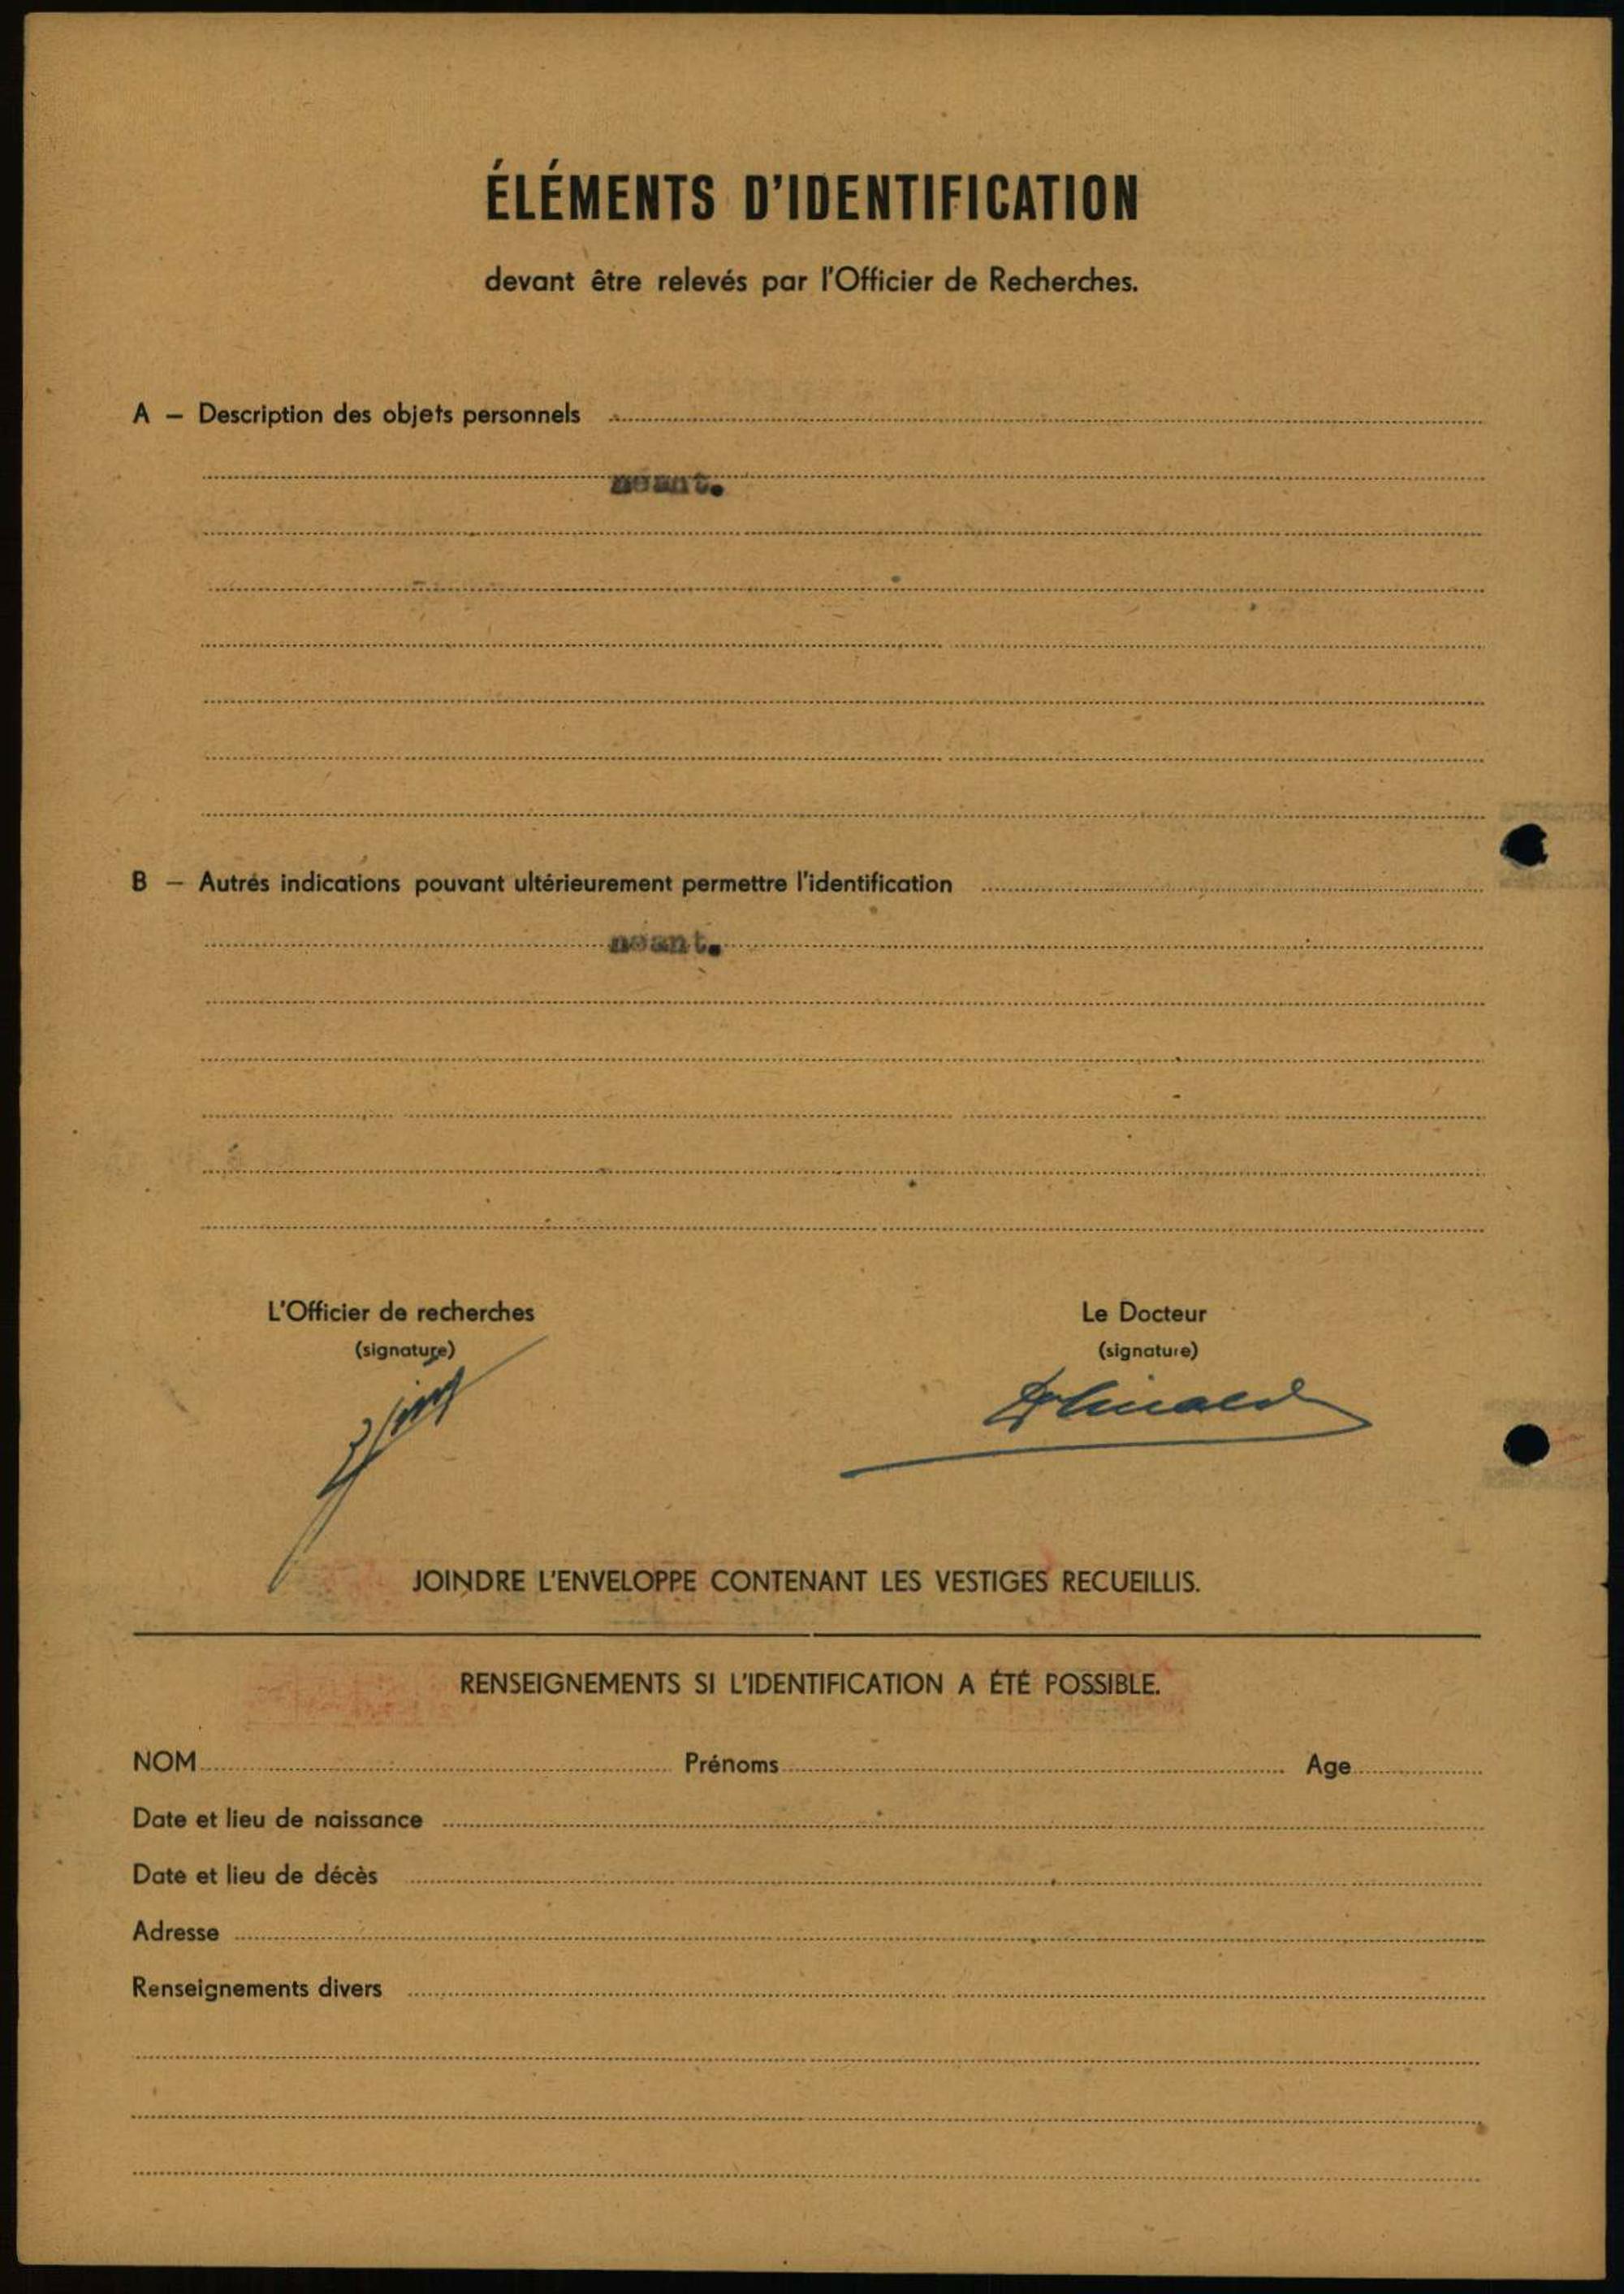 ÉLÉMENTS D'IDENTIFICATION
devant être relevés par l'Officier de Recherches.
A – Description des objets personnels
néant.
B – Autres indications pouvant ultérieurement permettre l'identification
néant.
L'Officier de recherches Le Docteur
(signature) (signature)
JOINDRE L'ENVELOPPE CONTENANT LES VESTIGES RECUEILLIS.
RENSEIGNEMENTS SI L'IDENTIFICATION A ÉTÉ POSSIBLE.
NOM Prénoms Age
Date et lieu de naissance
Date et lieu de décès
Adresse
Renseignements divers